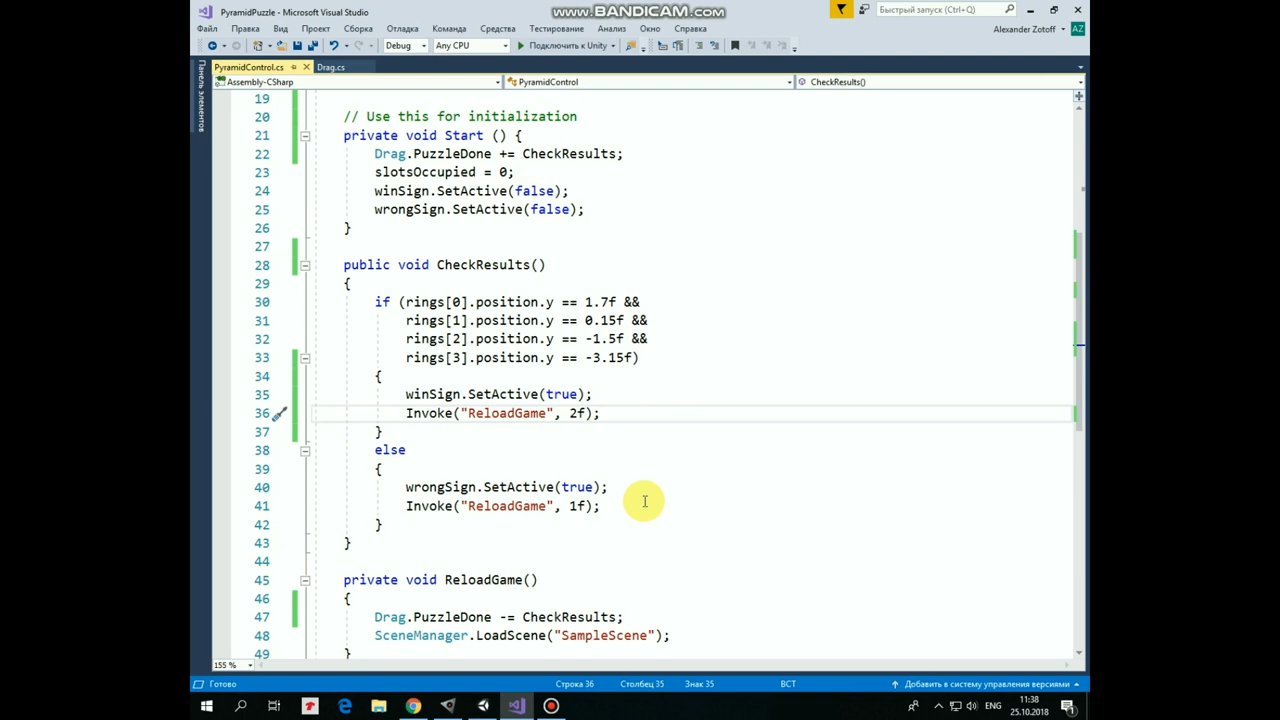 PyramidPuzzle - Microsoft Visual Studio
www.BANDICAM.com
Быстрый запуск (Ctrl+Q)
Файл Правка Вид Проект Сборка Отладка Команда Средства Тестирование Анализ Окно Справка
Alexander Zotoff AZ
Debug Any CPU Подключить к Unity
Панель элементов
PyramidControl.cs Drag.cs
Assembly-CSharp PyramidControl CheckResults()
19
20 // Use this for initialization
21 private void Start () {
22 Drag.PuzzleDone += CheckResults;
23 slotsOccupied = 0;
24 winSign.SetActive(false);
25 wrongSign.SetActive(false);
26 }
27
28 public void CheckResults()
29 {
30 if (rings[0].position.y == 1.7f &&
31 rings[1].position.y == 0.15f &&
32 rings[2].position.y == -1.5f &&
33 rings[3].position.y == -3.15f)
34 {
35 winSign.SetActive(true);
36 Invoke("ReloadGame", 2f);
37 }
38 else
39 {
40 wrongSign.SetActive(true);
41 Invoke("ReloadGame", 1f);
42 }
43 }
44
45 private void ReloadGame()
46 {
47 Drag.PuzzleDone -= CheckResults;
48 SceneManager.LoadScene("SampleScene");
49 }
155 %
Готово Строка 36 Столбец 35 Знак 35 ВСТ Добавить в систему управления версиями
ENG 11:38
25.10.2018
1